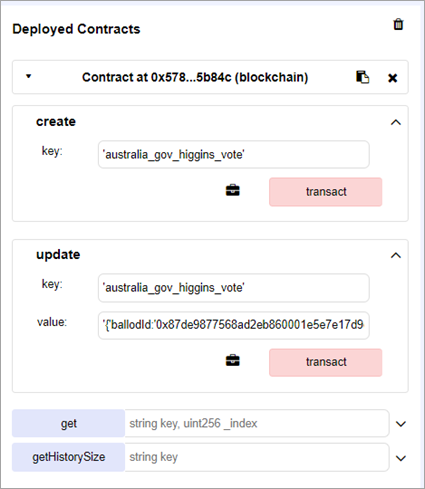 Deployed Contracts
Contract at 0x578...5b84c (blockchain)
create
key: 'australia_gov_higgins_vote'
transact
update
key: 'australia_gov_higgins_vote'
value: '{'ballodId:'0x87de9877568ad2eb860001e5e7e17d9
transact
get string key, uint256 _index
getHistorySize string key